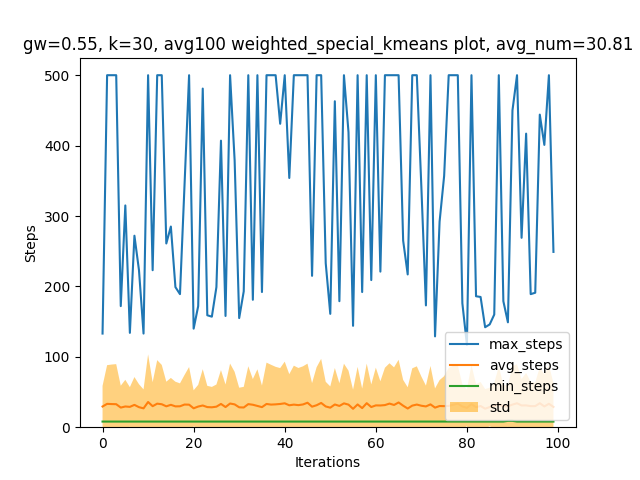 gw=0.55, k=30, avg100 weighted_special_kmeans plot, avg_num=30.81
500
400
300
200
100
0
Steps
0 20 40 60 80 100
Iterations
max_steps
avg_steps
min_steps
std